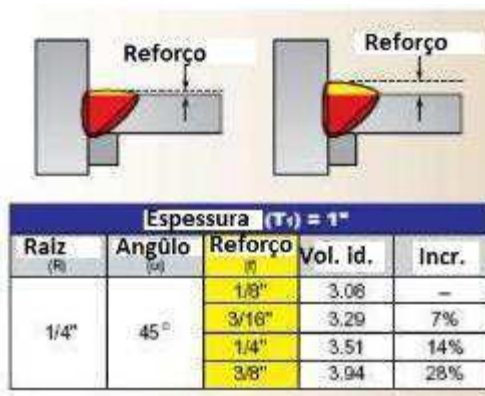 Reforço
Reforço
Espessura (T₁) = 1"
Raiz Angûlo Reforço Vol. id. Incr.
(R) (α) (f)
1/8" 3.08 –
3/16" 3.29 7%
1/4" 45° 1/4" 3.51 14%
3/8" 3.94 28%